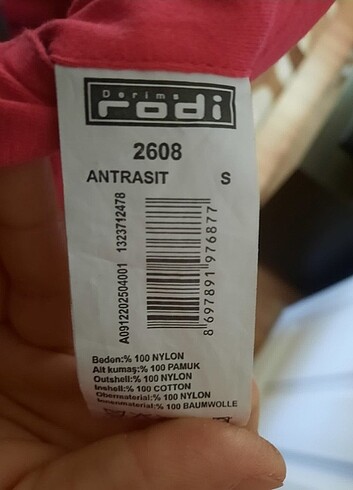 Derims
rodi
2608
ANTRASIT S
A0912202504001 1323712478
8 697891 976877
Beden:% 100 NYLON
Alt kumaş:% 100 PAMUK
Outshell:% 100 NYLON
Inshell:% 100 COTTON
Obermaterial:% 100 NYLON
Innenmaterial:% 100 BAUMWOLLE